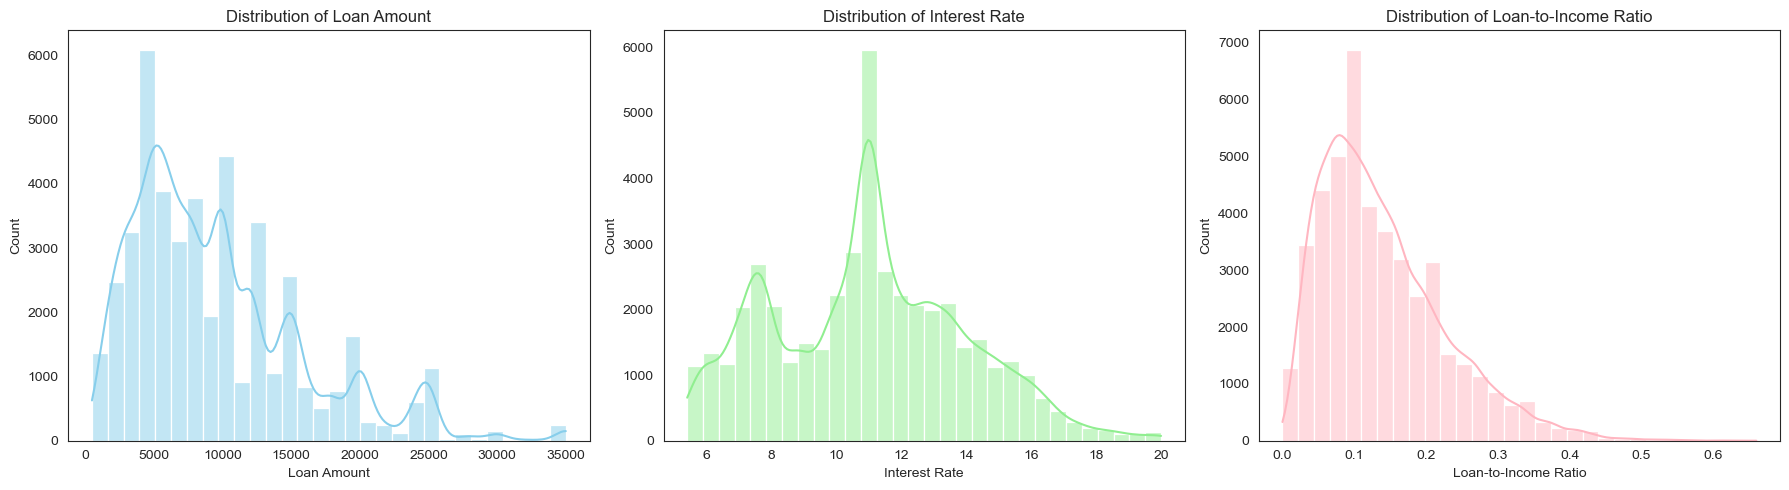 Distribution of Loan Amount
6000
5000
4000
3000
2000
1000
0
Count
0 5000 10000 15000 20000 25000 30000 35000
Loan Amount
Distribution of Interest Rate
6000
5000
4000
3000
2000
1000
0
Count
6 8 10 12 14 16 18 20
Interest Rate
Distribution of Loan-to-Income Ratio
7000
6000
5000
4000
3000
2000
1000
0
Count
0.0 0.1 0.2 0.3 0.4 0.5 0.6
Loan-to-Income Ratio